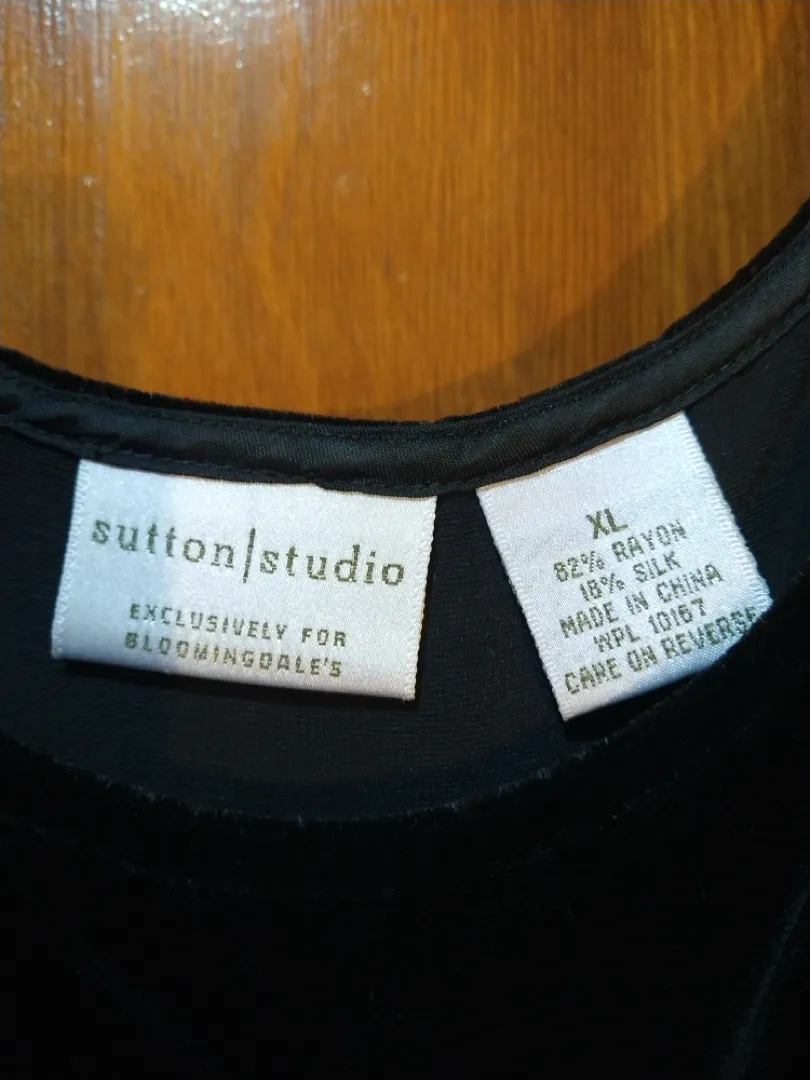 sutton|studio
EXCLUSIVELY FOR
BLOOMINGDALE'S
XL
82% RAYON
18% SILK
MADE IN CHINA
WPL 10167
CARE ON REVERSE